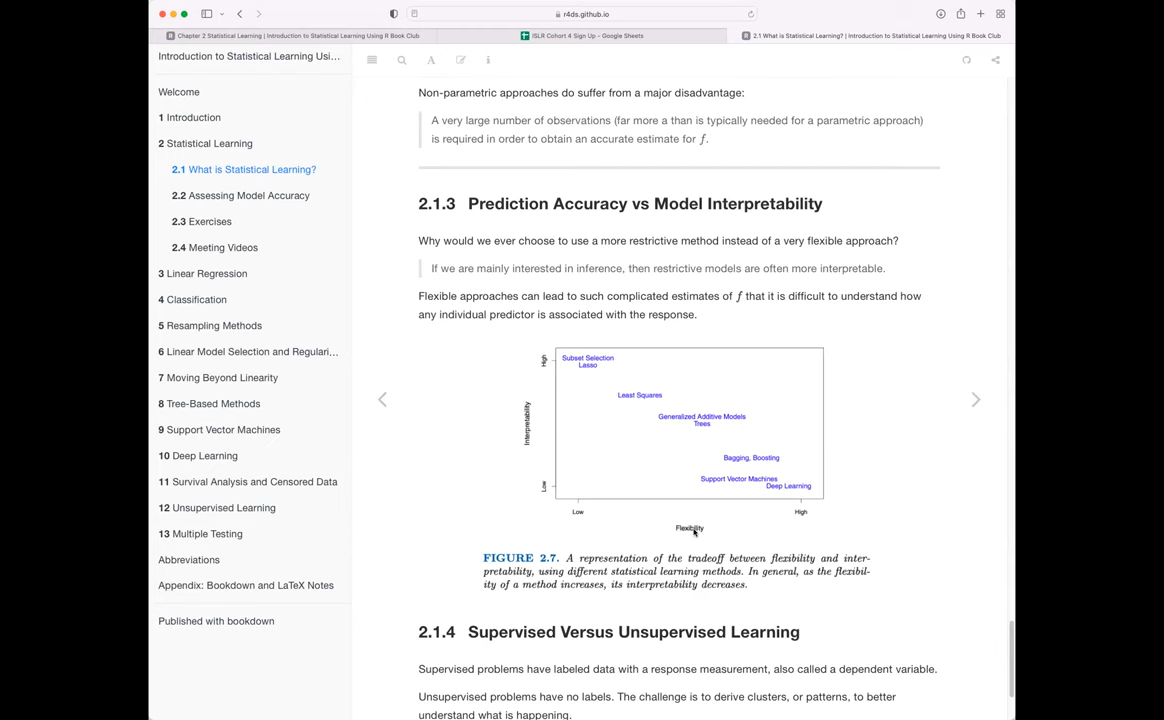 r4ds.github.io
Chapter 2 Statistical Learning | Introduction to Statistical Learning Using R Book Club
ISLR Cohort 4 Sign Up - Google Sheets
2.1 What is Statistical Learning? | Introduction to Statistical Learning Using R Book Club
Introduction to Statistical Learning Usi...
Welcome
1 Introduction
2 Statistical Learning
2.1 What is Statistical Learning?
2.2 Assessing Model Accuracy
2.3 Exercises
2.4 Meeting Videos
3 Linear Regression
4 Classification
5 Resampling Methods
6 Linear Model Selection and Regulari...
7 Moving Beyond Linearity
8 Tree-Based Methods
9 Support Vector Machines
10 Deep Learning
11 Survival Analysis and Censored Data
12 Unsupervised Learning
13 Multiple Testing
Abbreviations
Appendix: Bookdown and LaTeX Notes
Published with bookdown
Non-parametric approaches do suffer from a major disadvantage:
A very large number of observations (far more a than is typically needed for a parametric approach)
is required in order to obtain an accurate estimate for f.
2.1.3 Prediction Accuracy vs Model Interpretability
Why would we ever choose to use a more restrictive method instead of a very flexible approach?
If we are mainly interested in inference, then restrictive models are often more interpretable.
Flexible approaches can lead to such complicated estimates of f that it is difficult to understand how
any individual predictor is associated with the response.
High
Subset Selection
Lasso
Least Squares
Interpretability
Generalized Additive Models
Trees
Bagging, Boosting
Support Vector Machines
Low
Deep Learning
Low
High
Flexibility
FIGURE 2.7. A representation of the tradeoff between flexibility and inter-
pretability, using different statistical learning methods. In general, as the flexibil-
ity of a method increases, its interpretability decreases.
2.1.4 Supervised Versus Unsupervised Learning
Supervised problems have labeled data with a response measurement, also called a dependent variable.
Unsupervised problems have no labels. The challenge is to derive clusters, or patterns, to better
understand what is happening.